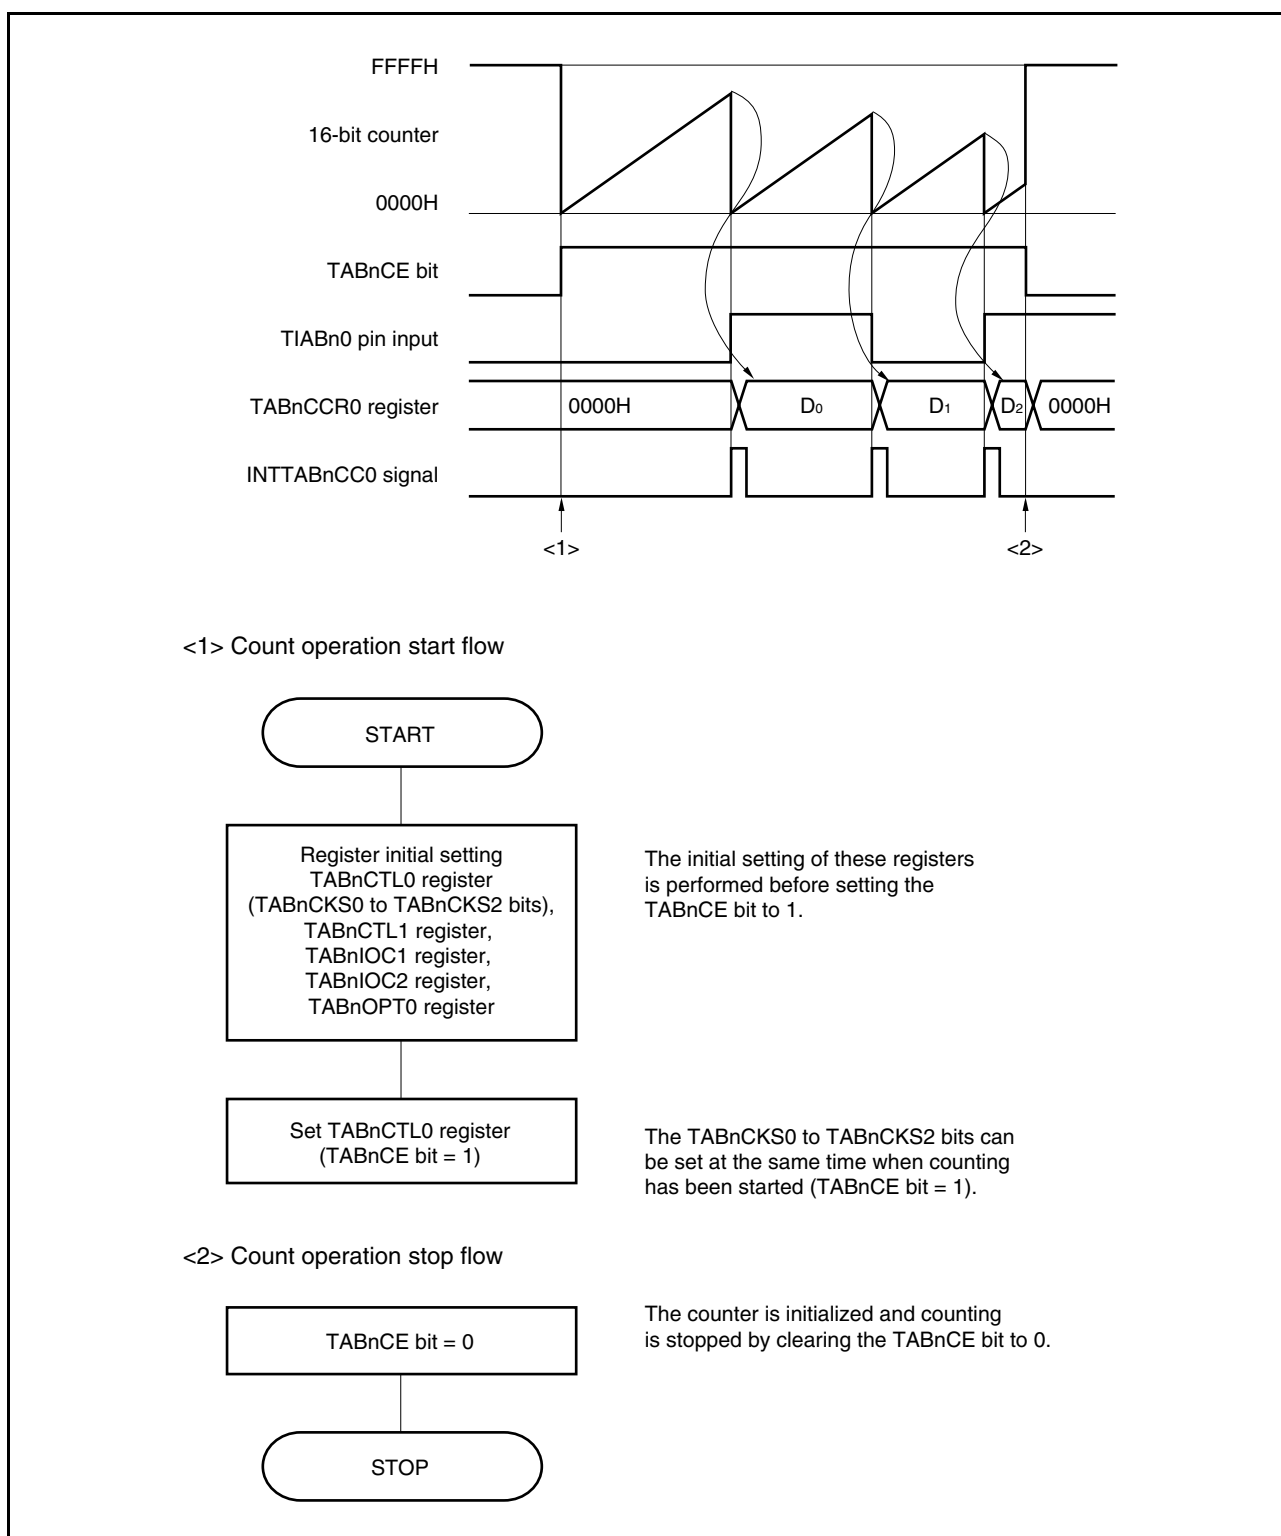 FFFFH
16-bit counter
0000H
TABnCE bit
TIABn0 pin input
TABnCCR0 register
0000H
D0
D1
D2
0000H
INTTABnCC0 signal
<1>
<2>
<1> Count operation start flow
START
Register initial setting
TABnCTL0 register
(TABnCKS0 to TABnCKS2 bits),
TABnCTL1 register,
TABnIOC1 register,
TABnIOC2 register,
TABnOPT0 register
The initial setting of these registers
is performed before setting the
TABnCE bit to 1.
Set TABnCTL0 register
(TABnCE bit = 1)
The TABnCKS0 to TABnCKS2 bits can
be set at the same time when counting
has been started (TABnCE bit = 1).
<2> Count operation stop flow
TABnCE bit = 0
The counter is initialized and counting
is stopped by clearing the TABnCE bit to 0.
STOP